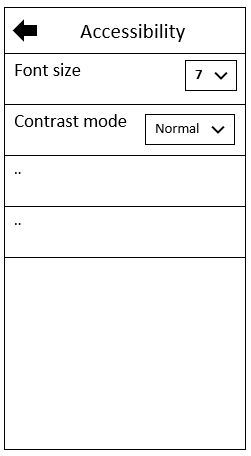 Accessibility
Font size
7
Contrast mode
Normal
..
..